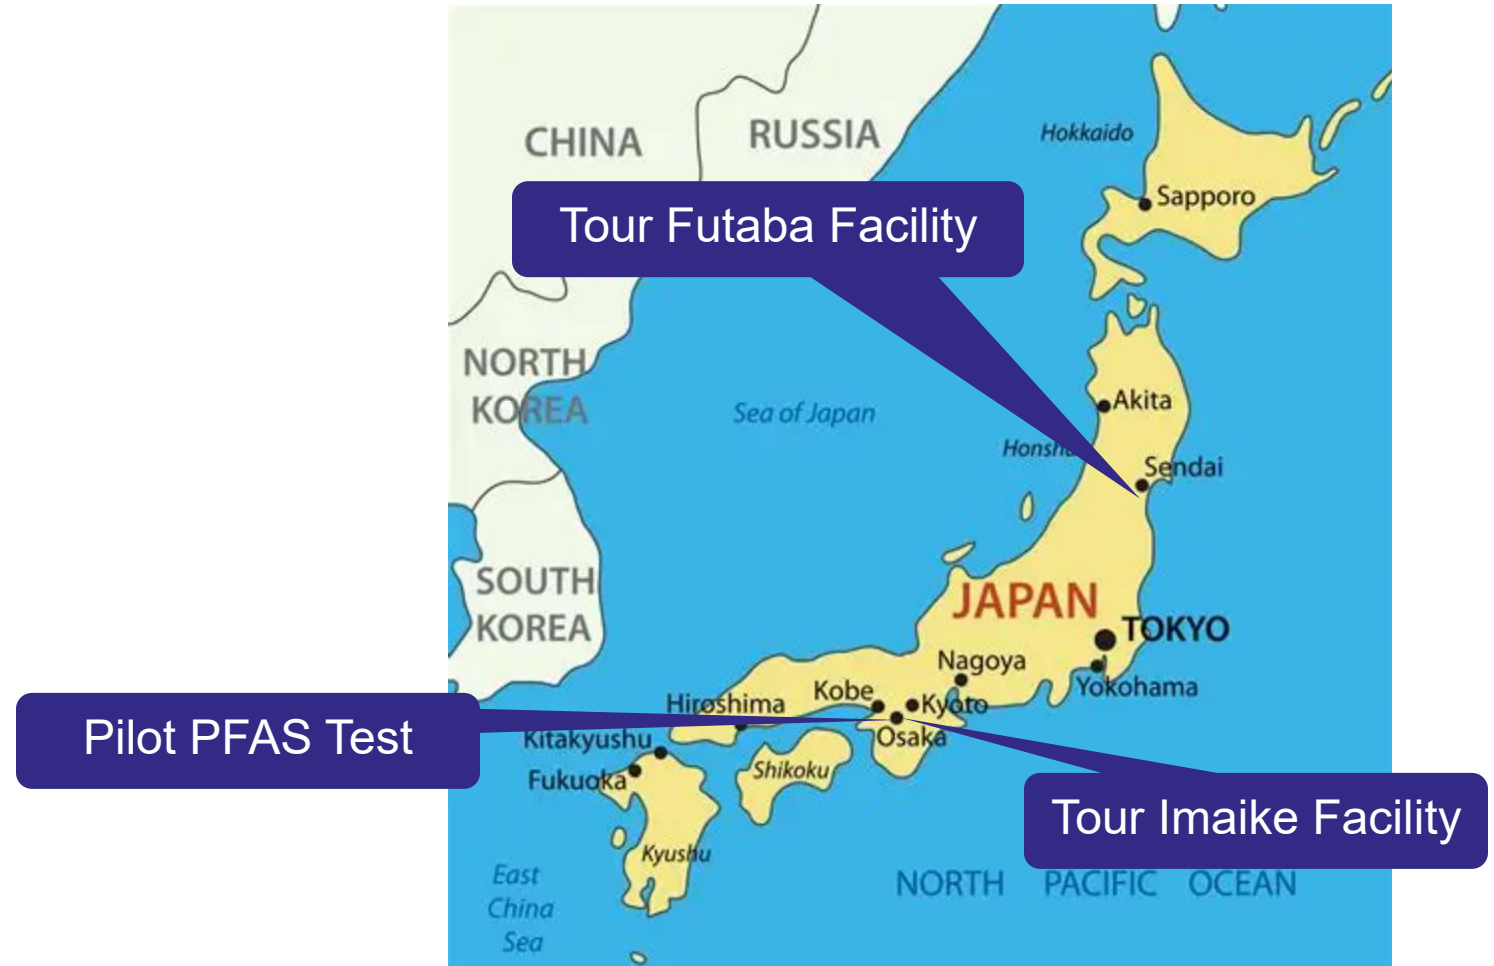 CHINA
RUSSIA
Hokkaido
Sapporo
Tour Futaba Facility
NORTH
KOREA
Sea of Japan
Akita
Honsh
Sendai
SOUTH
KOREA
JAPAN
TOKYO
Nagoya
Yokohama
Kobe
Kyoto
Hiroshima
Osaka
Pilot PFAS Test
Kitakyushu
Fukuoka
Shikoku
Tour Imaike Facility
Kyushu
NORTH PACIFIC OCEAN
East
China
Sea